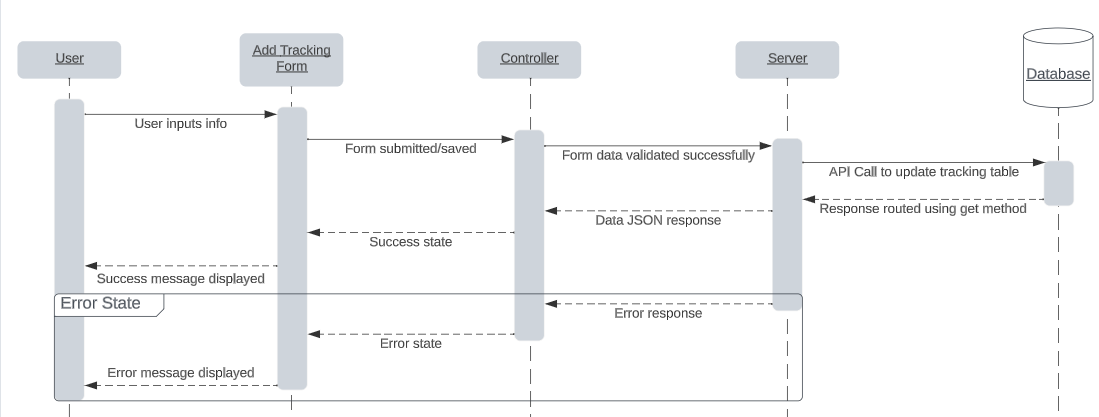 User
Add Tracking
Form
Controller
Server
Database
User inputs info
Form submitted/saved
Form data validated successfully
API Call to update tracking table
Response routed using get method
Data JSON response
Success state
Success message displayed
Error State
Error response
Error state
Error message displayed